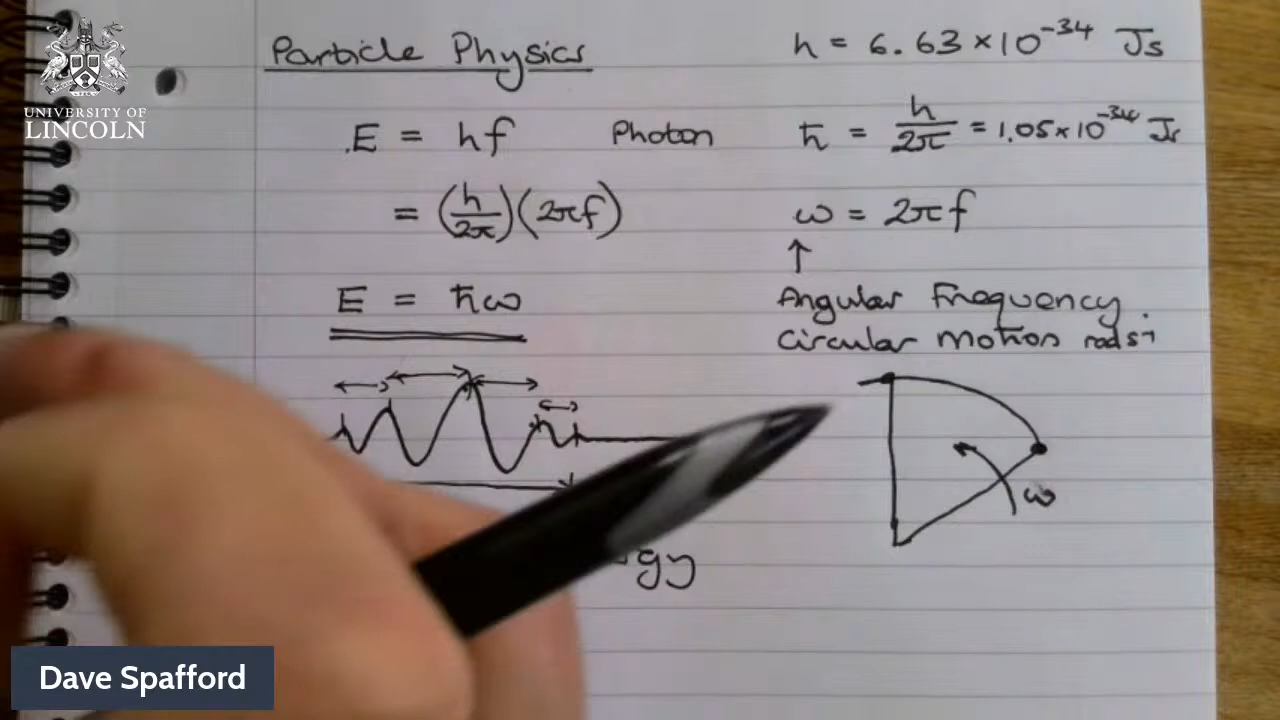 UNIVERSITY OF
LINCOLN
Particle Physics
E = hf Photon
= (h/2π)(2πf)
E = ħω
h = 6.63 × 10⁻³⁴ Js
ħ = h/2π = 1.05 × 10⁻³⁴ Js
ω = 2πf
↑
Angular Frequency
Circular motion rads⁻¹
ω
Dave Spafford